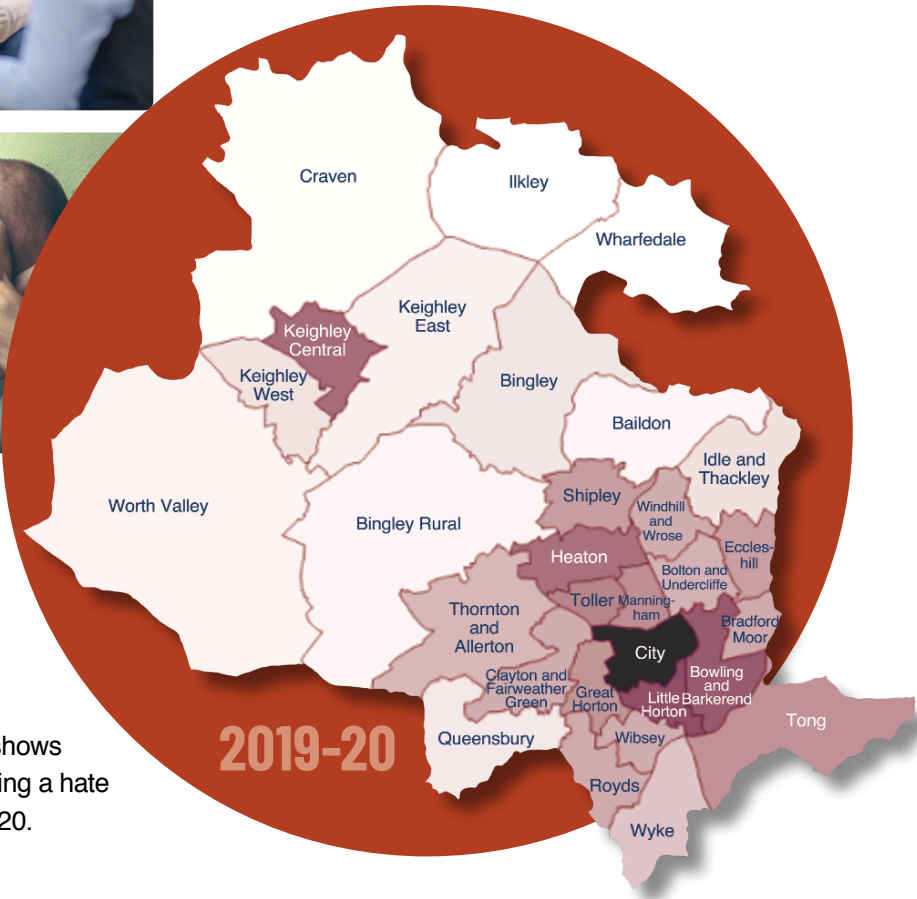 Craven
Ilkley
Wharfedale
Keighley
East
Keighley
Central
Keighley
West
Bingley
Baildon
Idle and
Thackley
Worth Valley
Bingley Rural
Shipley
Windhill
and
Wrose
Eccles-
hill
Heaton
Bolton and
Undercliffe
Toller
Manning-
ham
Thornton
and
Allerton
Bradford
Moor
City
Clayton and
Fairweather
Green
Great
Horton
Little
Horton
Bowling
and
Barkerend
Tong
Queensbury
Wibsey
Royds
Wyke
2019-20
shows
ing a hate
20.